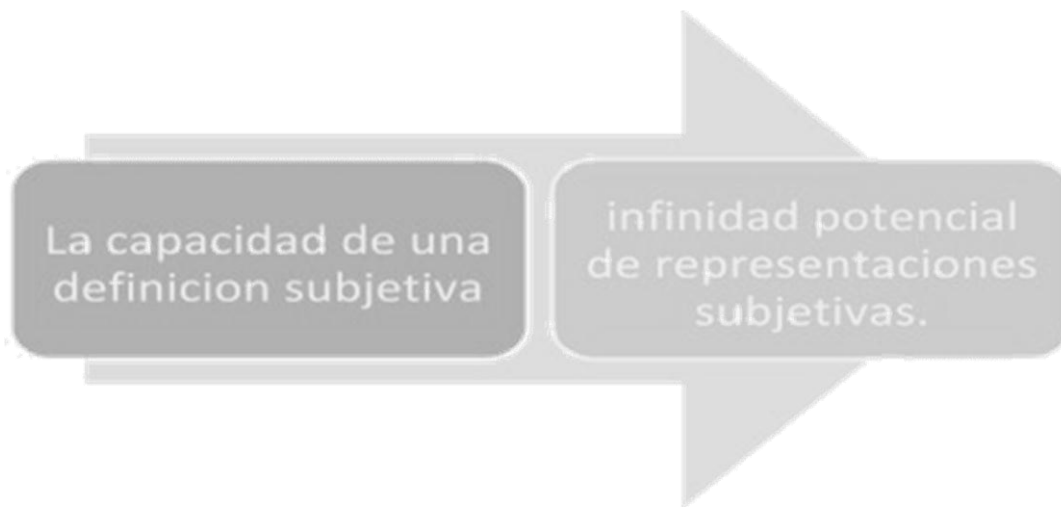 La capacidad de una
definicion subjetiva
infinidad potencial
de representaciones
subjetivas.